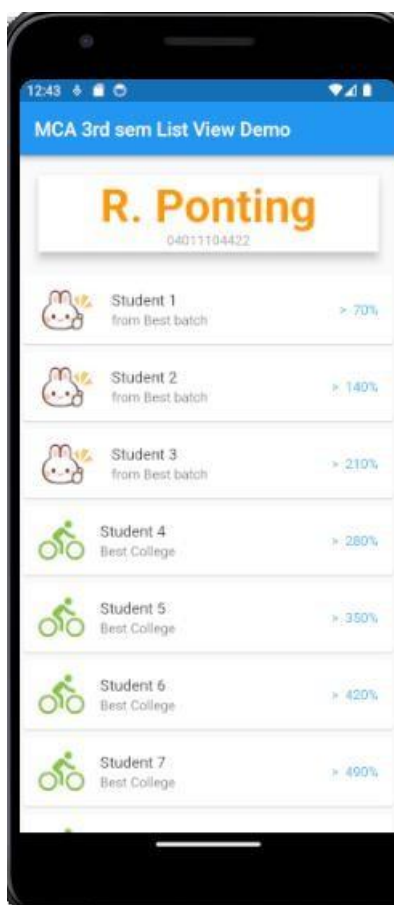 12:43
MCA 3rd sem List View Demo
R. Ponting
04011104422
Student 1
from Best batch
> 70%
Student 2
from Best batch
> 140%
Student 3
from Best batch
> 210%
Student 4
Best College
> 280%
Student 5
Best College
> 350%
Student 6
Best College
> 420%
Student 7
Best College
> 490%